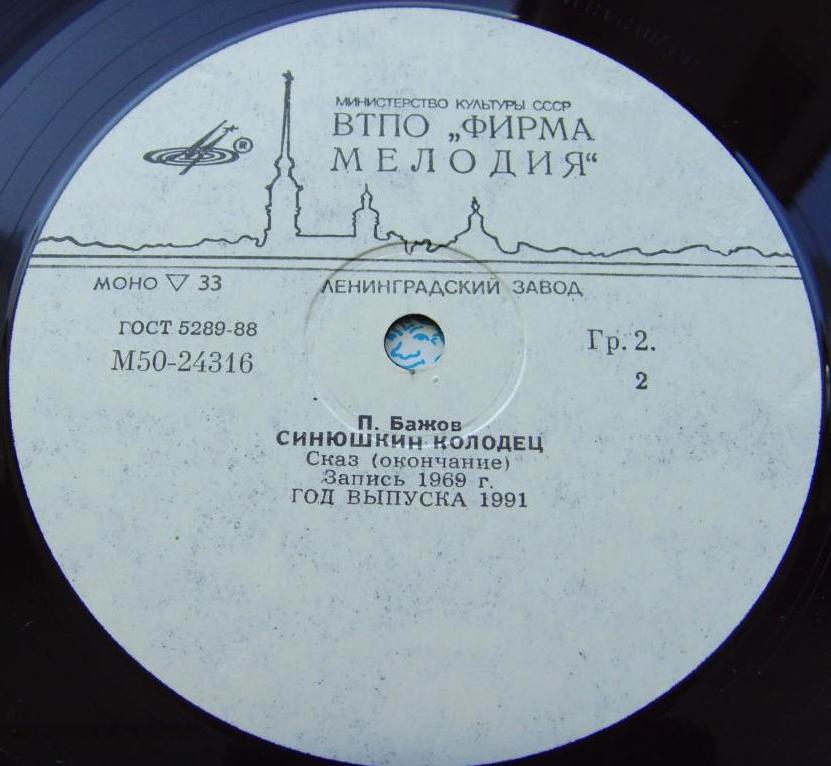 МИНИСТЕРСТВО КУЛЬТУРЫ СССР
ВТПО „ФИРМА
МЕЛОДИЯ“
®
МОНО ▽ 33
ЛЕНИНГРАДСКИЙ ЗАВОД
ГОСТ 5289-88
М50-24316
Гр. 2.
2
П. Бажов
СИНЮШКИН КОЛОДЕЦ
Сказ (окончание)
Запись 1969 г.
ГОД ВЫПУСКА 1991